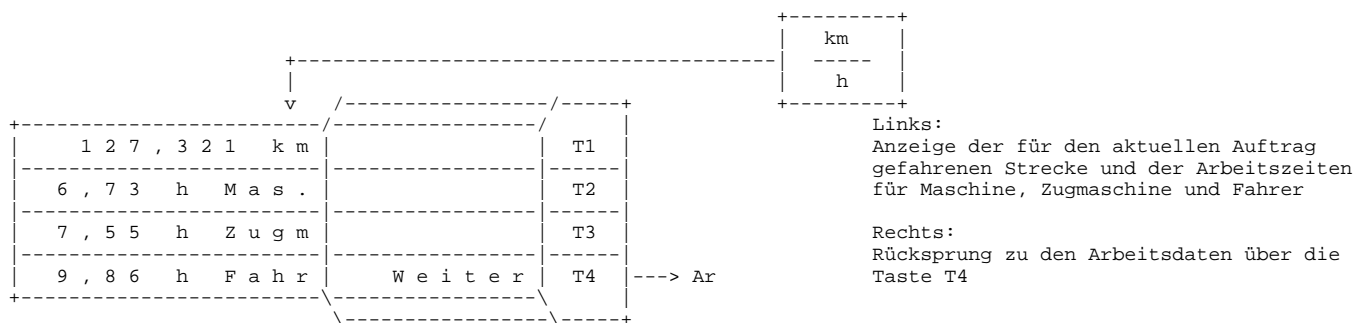 km
-----
h
127,321 km T1
6,73 h Mas. T2
7,55 h Zugm T3
9,86 h Fahr Weiter T4 ---> Ar
Links:
Anzeige der für den aktuellen Auftrag
gefahrenen Strecke und der Arbeitszeiten
für Maschine, Zugmaschine und Fahrer
Rechts:
Rücksprung zu den Arbeitsdaten über die
Taste T4